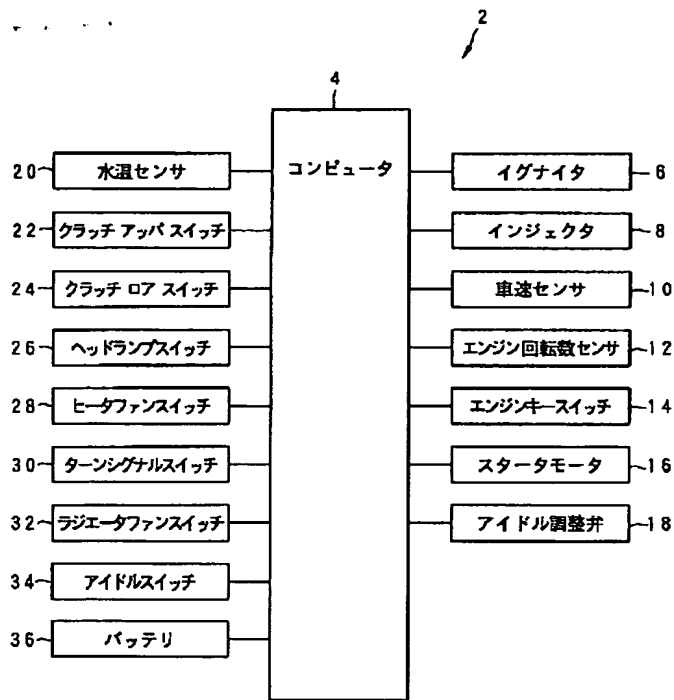 2
4
コンピュータ
20 水温センサ
22 クラッチ アッパ スイッチ
24 クラッチ ロア スイッチ
26 ヘッドランプスイッチ
28 ヒータファンスイッチ
30 ターンシグナルスイッチ
32 ラジエータファンスイッチ
34 アイドルスイッチ
36 バッテリ
イグナイタ 6
インジェクタ 8
車速センサ 10
エンジン回転数センサ 12
エンジンキースイッチ 14
スタータモータ 16
アイドル調整弁 18